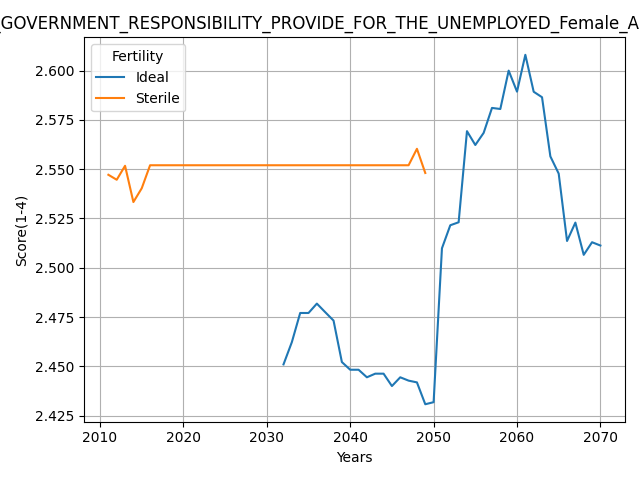 _GOVERNMENT_RESPONSIBILITY_PROVIDE_FOR_THE_UNEMPLOYED_Female_A
Fertility
Ideal
Sterile
2.600
2.575
2.550
2.525
2.500
2.475
2.450
2.425
Score(1-4)
2010 2020 2030 2040 2050 2060 2070
Years